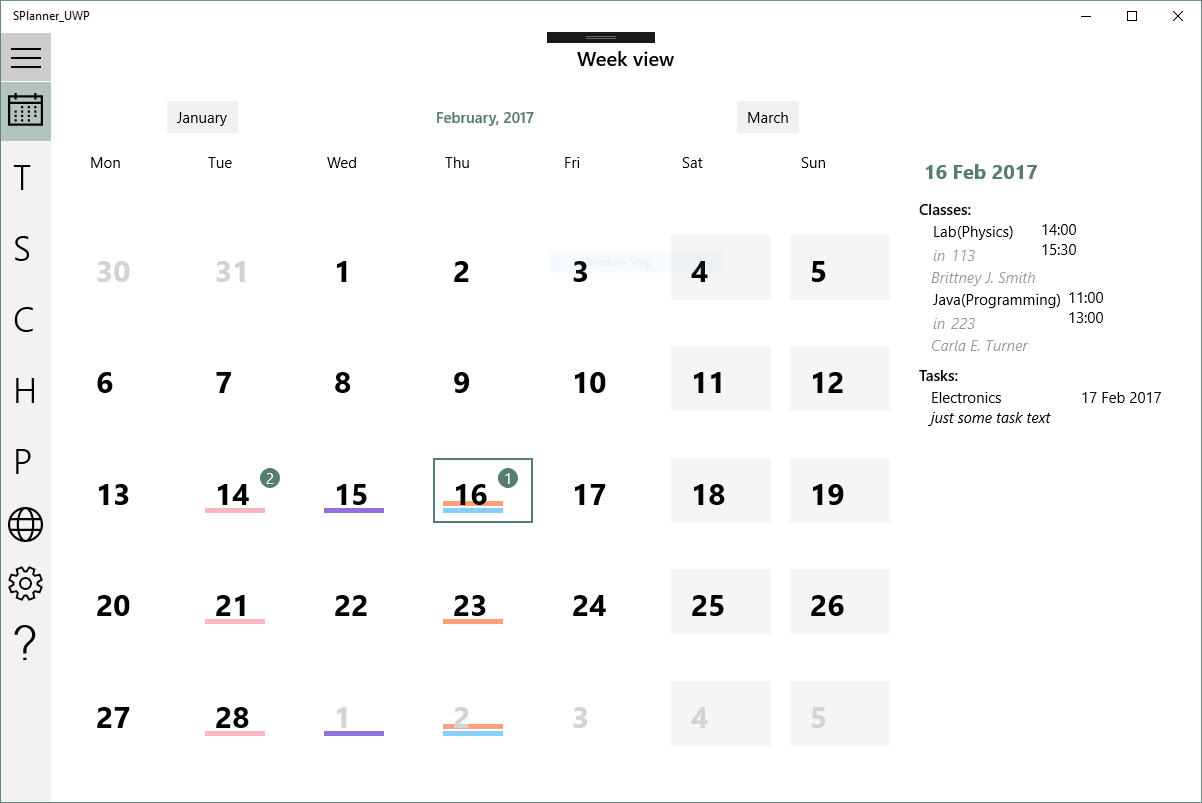 SPlanner_UWP
Week view
January February, 2017 March
Mon Tue Wed Thu Fri Sat Sun
30 31 1 2 3 4 5
Window Snip
6 7 8 9 10 11 12
13 14 2 15 16 1 17 18 19
20 21 22 23 24 25 26
27 28 1 2 3 4 5
T
S
C
H
P
?
16 Feb 2017
Classes:
Lab(Physics) 14:00
in 113 15:30
Brittney J. Smith
Java(Programming) 11:00
in 223 13:00
Carla E. Turner
Tasks:
Electronics 17 Feb 2017
just some task text